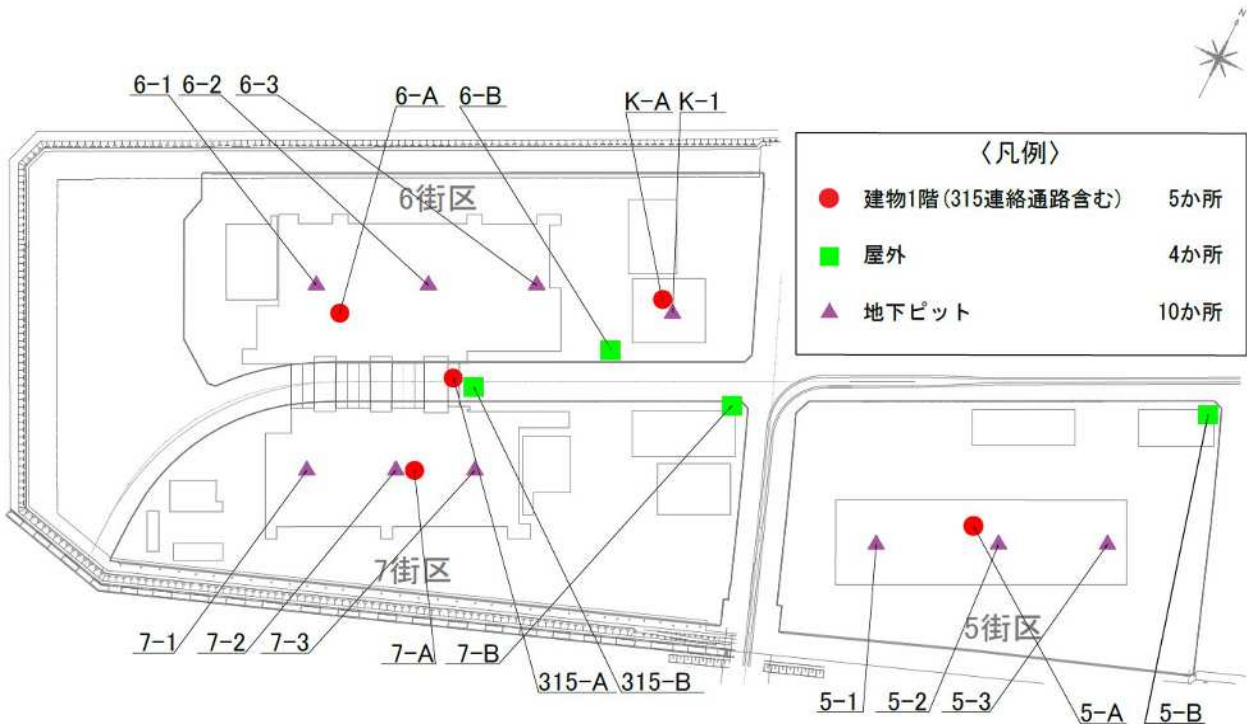 N
6-1 6-2 6-3 6-A 6-B K-A K-1
〈凡例〉
建物1階(315連絡通路含む) 5か所
屋外 4か所
地下ピット 10か所
6街区
7街区
5街区
7-1 7-2 7-3 7-A 7-B 315-A 315-B
5-1 5-2 5-3 5-A 5-B